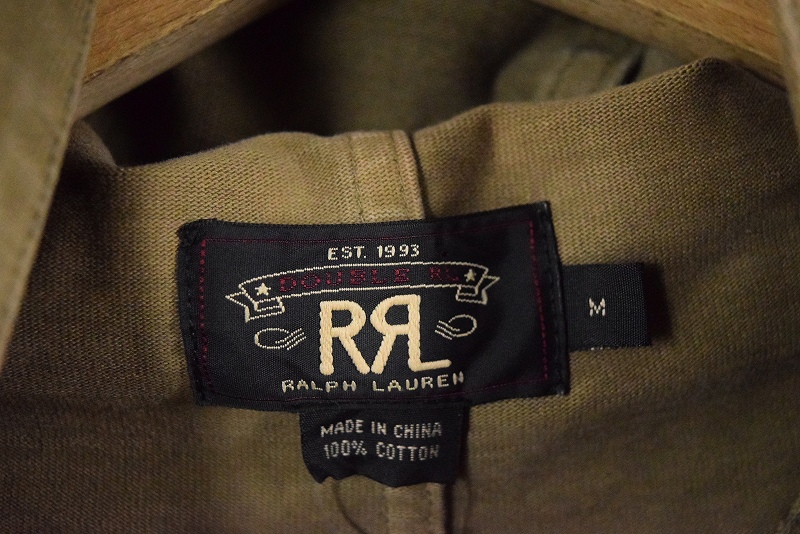 EST. 1993
DOUBLE RL
RRL
RALPH LAUREN
M
MADE IN CHINA
100% COTTON